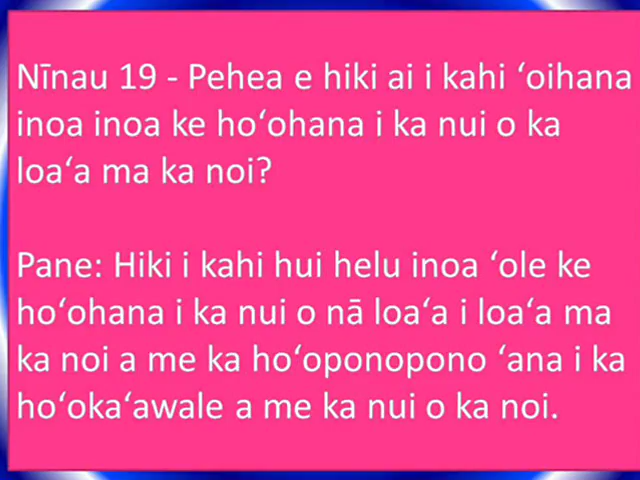 Nīnau 19 - Pehea e hiki ai i kahi ʻoihana
inoa inoa ke hoʻohana i ka nui o ka
loaʻa ma ka noi?
Pane: Hiki i kahi hui helu inoa ʻole ke
hoʻohana i ka nui o nā loaʻa i loaʻa ma
ka noi a me ka hoʻoponopono ʻana i ka
hoʻokaʻawale a me ka nui o ka noi.